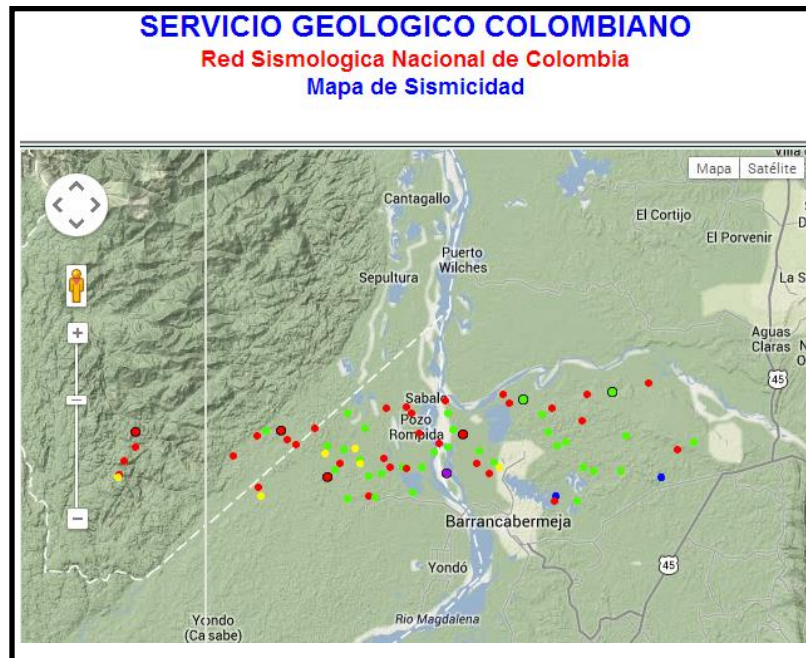 SERVICIO GEOLOGICO COLOMBIANO
Red Sismologica Nacional de Colombia
Mapa de Sismicidad
Mapa
Satélite
Cantagallo
El Cortijo
El Porvenir
Puerto
Wilches
Sepultura
La S
Aguas
Claras
N
O
45
Sabalo
Pozo
Rompida
Barrancabermeja
Yondó
45
Rio Magdalena
Yondo
(Casabe)